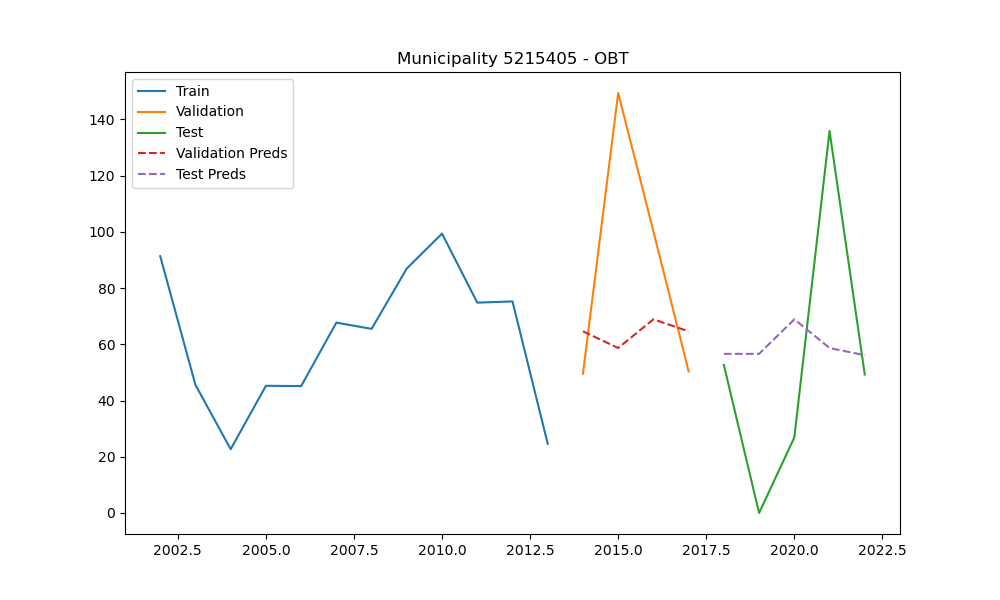 Municipality 5215405 - OBT
Train
Validation
Test
Validation Preds
Test Preds
140
120
100
80
60
40
20
0
2002.5 2005.0 2007.5 2010.0 2012.5 2015.0 2017.5 2020.0 2022.5